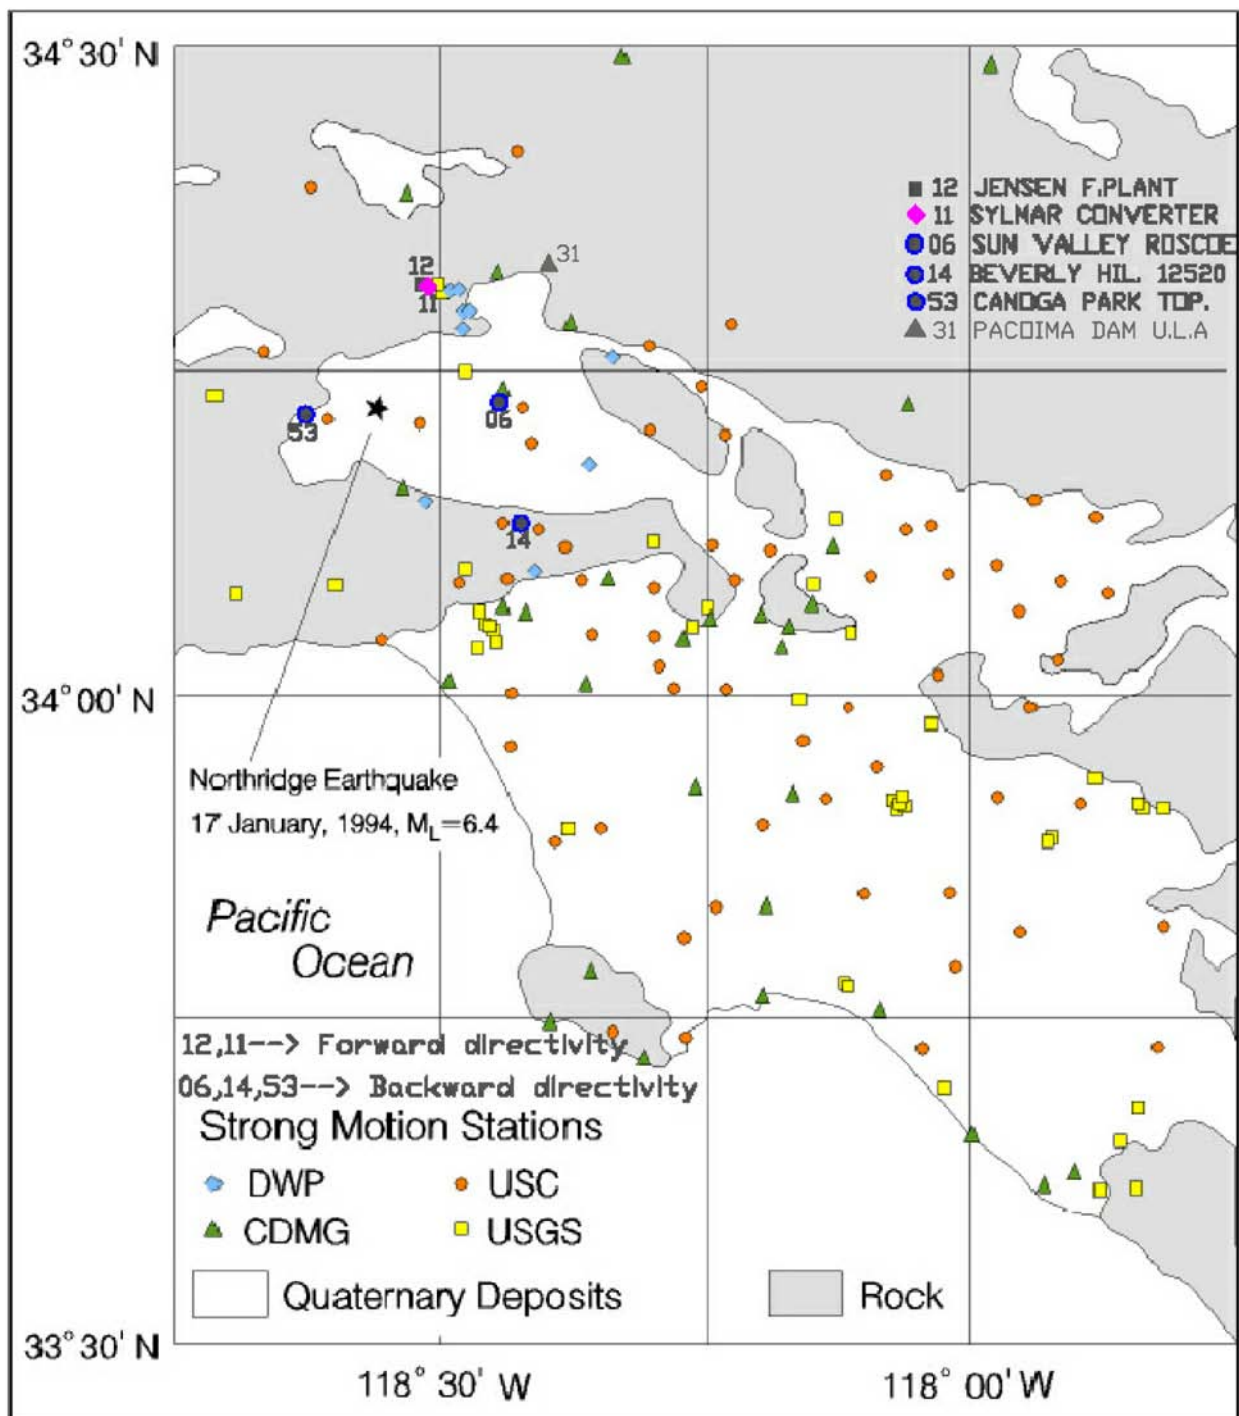 34°30' N
12 JENSEN F.PLANT
11 SYLMAR CONVERTER
06 SUN VALLEY ROSCOE
14 BEVERLY HIL. 12520
53 CANOGA PARK TOP.
31 PACOIMA DAM U.L.A
31
12
11
06
53
14
34°00' N
Northridge Earthquake
17 January, 1994, ML=6.4
Pacific
Ocean
12,11--> Forward directivity
06,14,53--> Backward directivity
Strong Motion Stations
DWP USC
CDMG USGS
Quaternary Deposits Rock
33°30' N
118° 30' W 118° 00' W